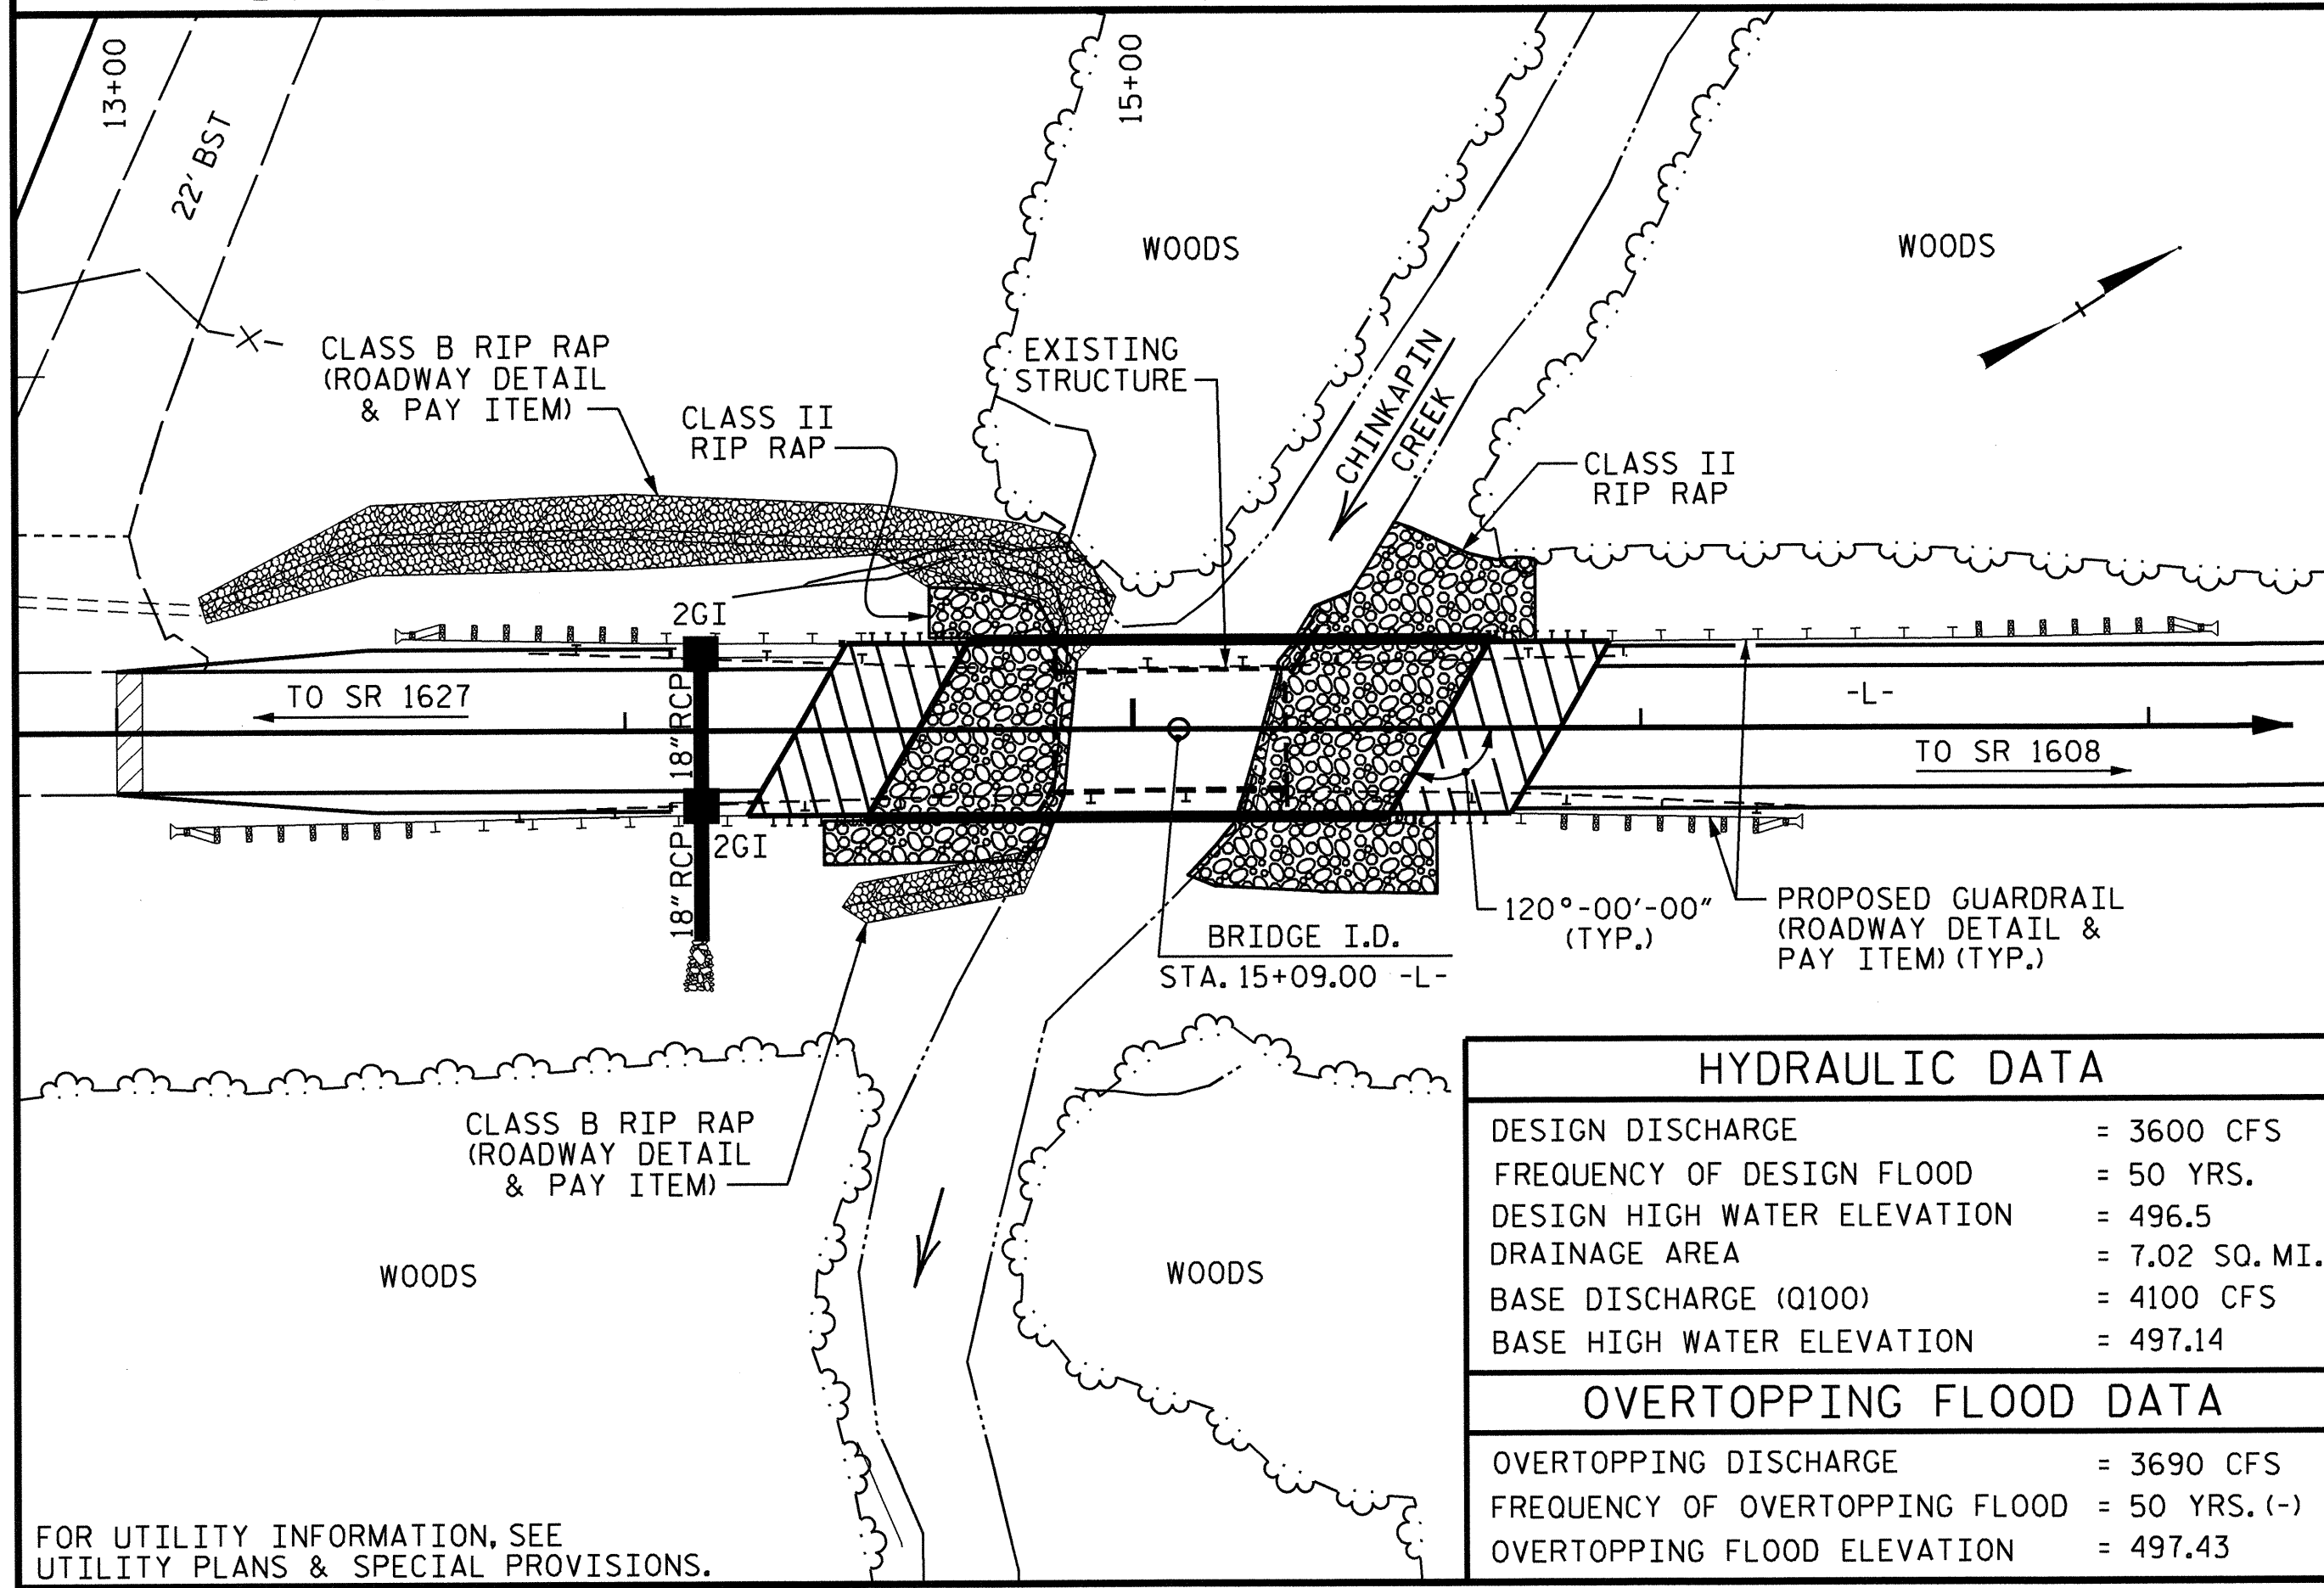 13+00
15+00
22' BST
WOODS
WOODS
CLASS B RIP RAP
(ROADWAY DETAIL
& PAY ITEM)
CLASS II
RIP RAP
EXISTING
STRUCTURE
CHINKAPIN
CREEK
CLASS II
RIP RAP
2GI
TO SR 1627
18"RCP
-L-
TO SR 1608
2GI
18"RCP
BRIDGE I.D.
STA. 15+09.00 -L-
120°-00'-00"
(TYP.)
PROPOSED GUARDRAIL
(ROADWAY DETAIL &
PAY ITEM) (TYP.)
CLASS B RIP RAP
(ROADWAY DETAIL
& PAY ITEM)
WOODS
WOODS
HYDRAULIC DATA
DESIGN DISCHARGE = 3600 CFS
FREQUENCY OF DESIGN FLOOD = 50 YRS.
DESIGN HIGH WATER ELEVATION = 496.5
DRAINAGE AREA = 7.02 SQ. MI.
BASE DISCHARGE (Q100) = 4100 CFS
BASE HIGH WATER ELEVATION = 497.14
OVERTOPPING FLOOD DATA
OVERTOPPING DISCHARGE = 3690 CFS
FREQUENCY OF OVERTOPPING FLOOD = 50 YRS. (-)
OVERTOPPING FLOOD ELEVATION = 497.43
FOR UTILITY INFORMATION, SEE
UTILITY PLANS & SPECIAL PROVISIONS.